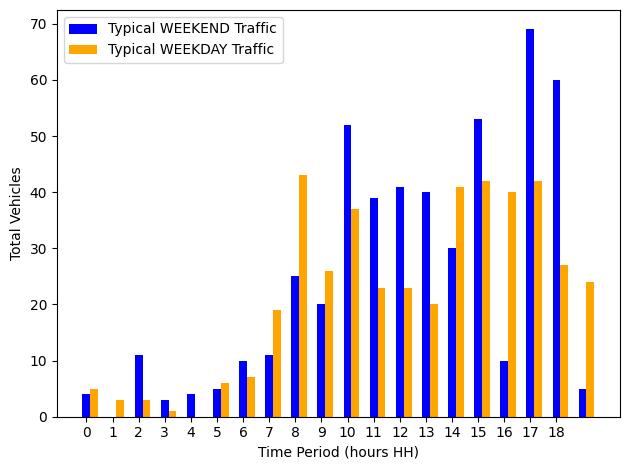 Typical WEEKEND Traffic
Typical WEEKDAY Traffic
70
60
50
40
30
20
10
0
Total Vehicles
0 1 2 3 4 5 6 7 8 9 10 11 12 13 14 15 16 17 18
Time Period (hours HH)